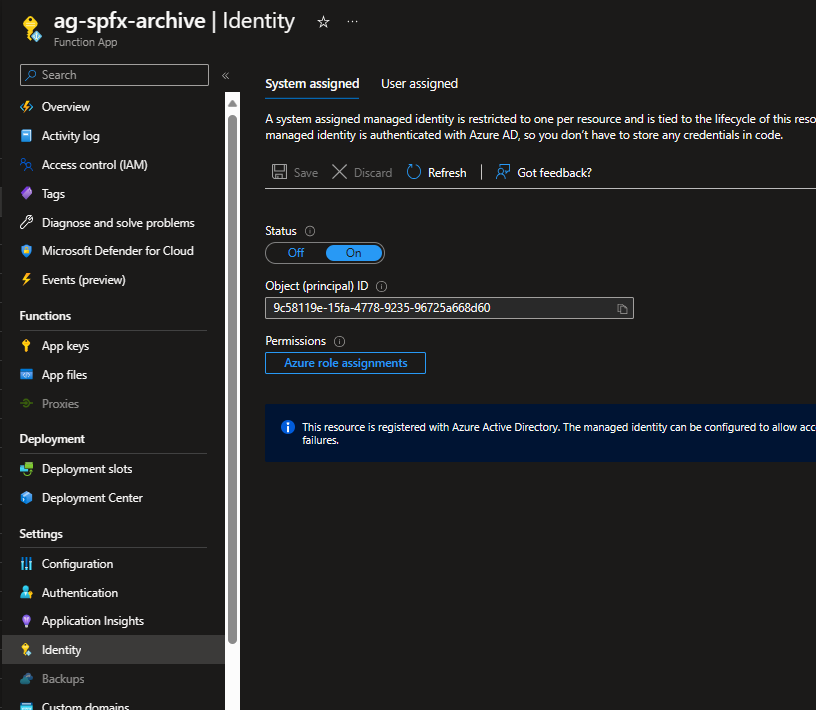 ag-spfx-archive | Identity
Function App
Search
Overview
Activity log
Access control (IAM)
Tags
Diagnose and solve problems
Microsoft Defender for Cloud
Events (preview)
Functions
App keys
App files
Proxies
Deployment
Deployment slots
Deployment Center
Settings
Configuration
Authentication
Application Insights
Identity
Backups
Custom domains
System assigned User assigned
A system assigned managed identity is restricted to one per resource and is tied to the lifecycle of this reso
managed identity is authenticated with Azure AD, so you don't have to store any credentials in code.
Save Discard Refresh | Got feedback?
Status
Off On
Object (principal) ID
9c58119e-15fa-4778-9235-96725a668d60
Permissions
Azure role assignments
This resource is registered with Azure Active Directory. The managed identity can be configured to allow acc
failures.